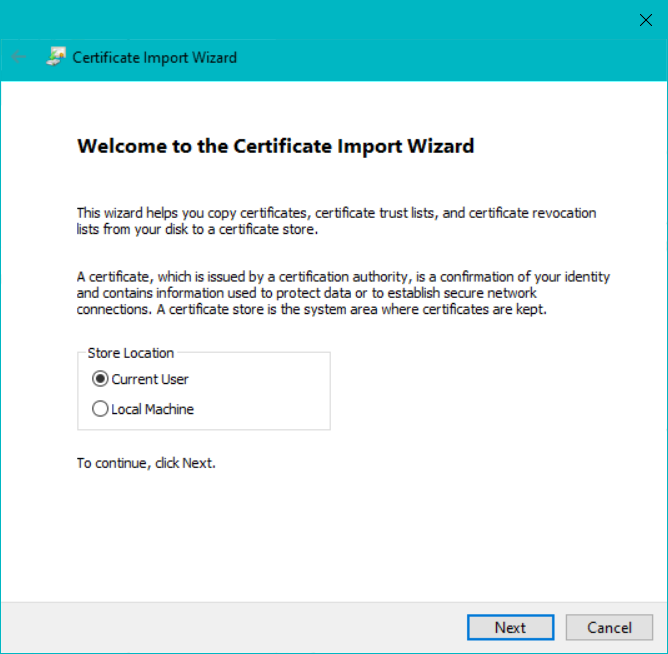 Certificate Import Wizard
Welcome to the Certificate Import Wizard
This wizard helps you copy certificates, certificate trust lists, and certificate revocation
lists from your disk to a certificate store.
A certificate, which is issued by a certification authority, is a confirmation of your identity
and contains information used to protect data or to establish secure network
connections. A certificate store is the system area where certificates are kept.
Store Location
Current User
Local Machine
To continue, click Next.
Next
Cancel